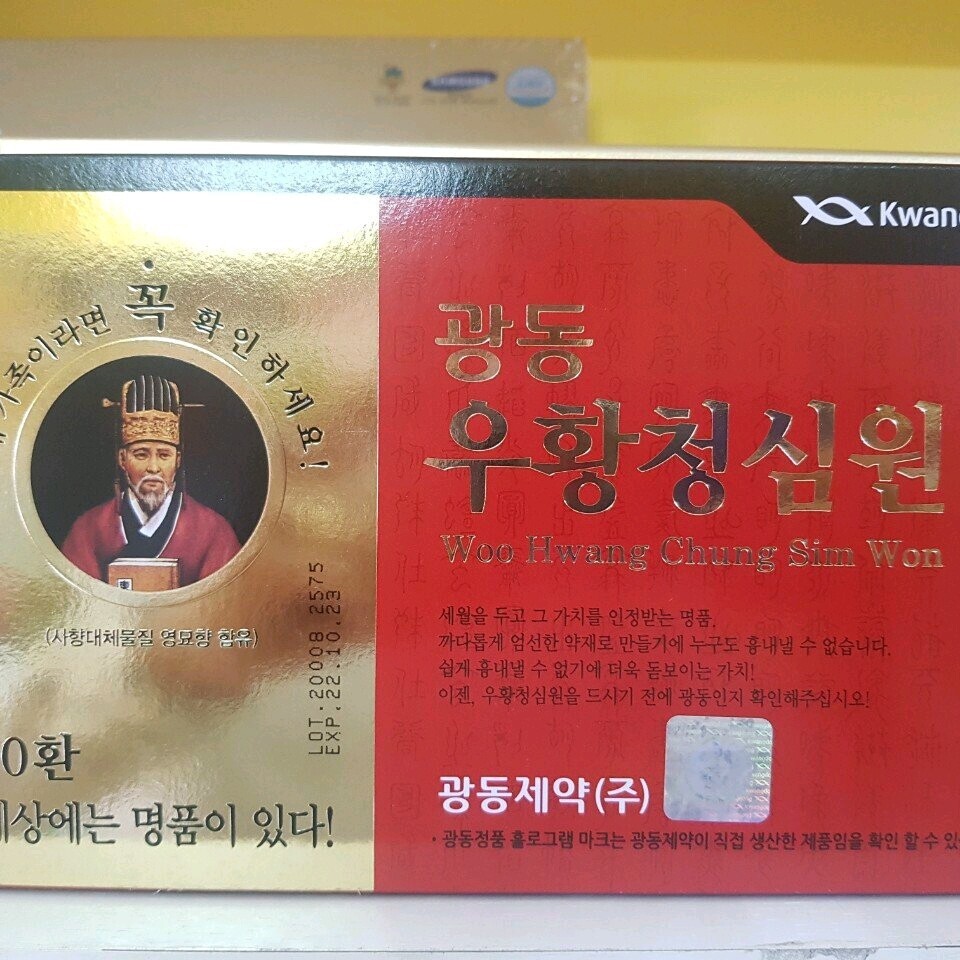 SAMSUNG
Kwang
가족이라면 꼭 확인하세요!
광동
우황청심원
Woo Hwang Chung Sim Won
(사향대체물질 영묘향 함유)
LOT.20008.2575
EXP.22.10.23
세월을 두고 그 가치를 인정받는 명품,
까다롭게 엄선한 약재로 만들기에 누구도 흉내낼 수 없습니다.
쉽게 흉내낼 수 없기에 더욱 돋보이는 가치!
이젠, 우황청심원을 드시기 전에 광동인지 확인해주십시오!
0환
세상에는 명품이 있다!
광동제약(주)
· 광동정품 홀로그램 마크는 광동제약이 직접 생산한 제품임을 확인 할 수 있